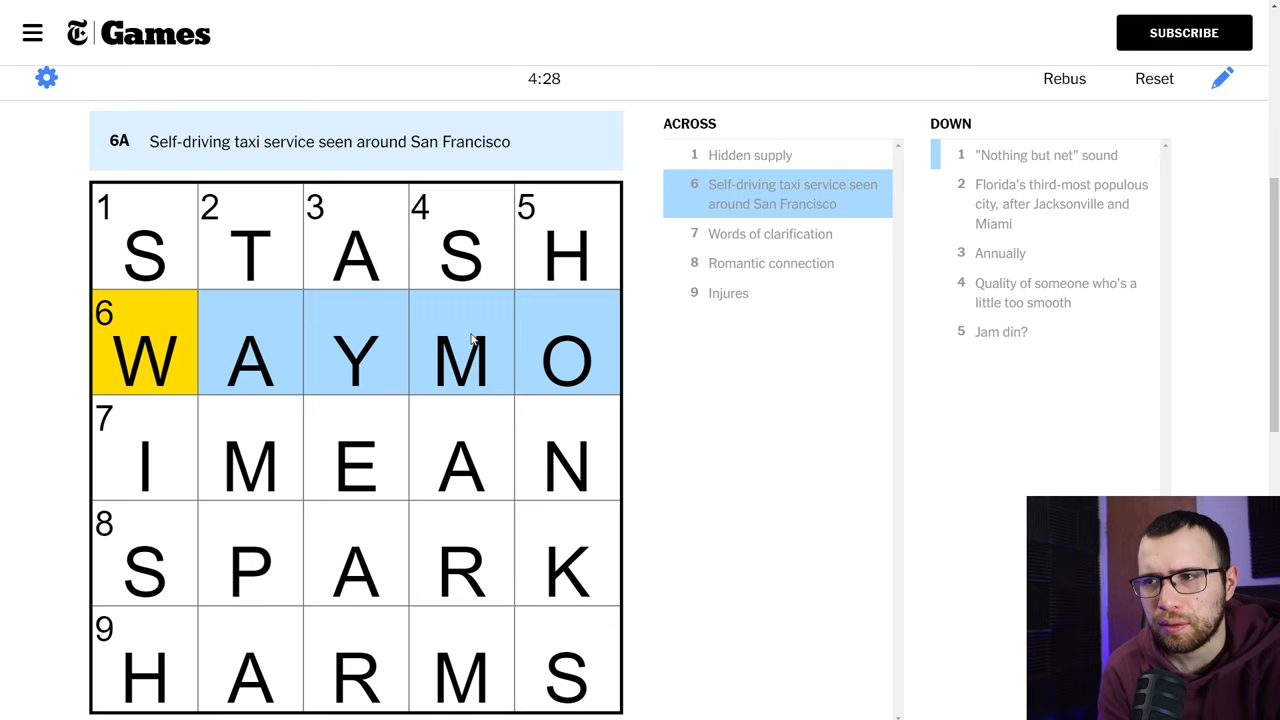 Games
SUBSCRIBE
4:28
Rebus
Reset
6A Self-driving taxi service seen around San Francisco
1 2 3 4 5
S T A S H
6
W A Y M O
7
I M E A N
8
S P A R K
9
H A R M S
ACROSS
1 Hidden supply
6 Self-driving taxi service seen
around San Francisco
7 Words of clarification
8 Romantic connection
9 Injures
DOWN
1 "Nothing but net" sound
2 Florida's third-most populous
city, after Jacksonville and
Miami
3 Annually
4 Quality of someone who's a
little too smooth
5 Jam din?